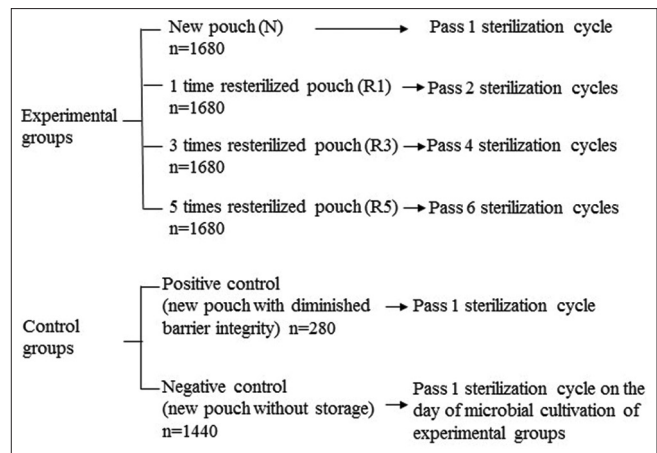 New pouch (N) Pass 1 sterilization cycle
n=1680
1 time resterilized pouch (R1) Pass 2 sterilization cycles
n=1680
Experimental
groups
3 times resterilized pouch (R3) Pass 4 sterilization cycles
n=1680
5 times resterilized pouch (R5) Pass 6 sterilization cycles
n=1680
Positive control
(new pouch with diminished
barrier integrity) n=280
Pass 1 sterilization cycle
Control
groups
Negative control
(new pouch without storage)
n=1440
Pass 1 sterilization cycle on the
day of microbial cultivation of
experimental groups